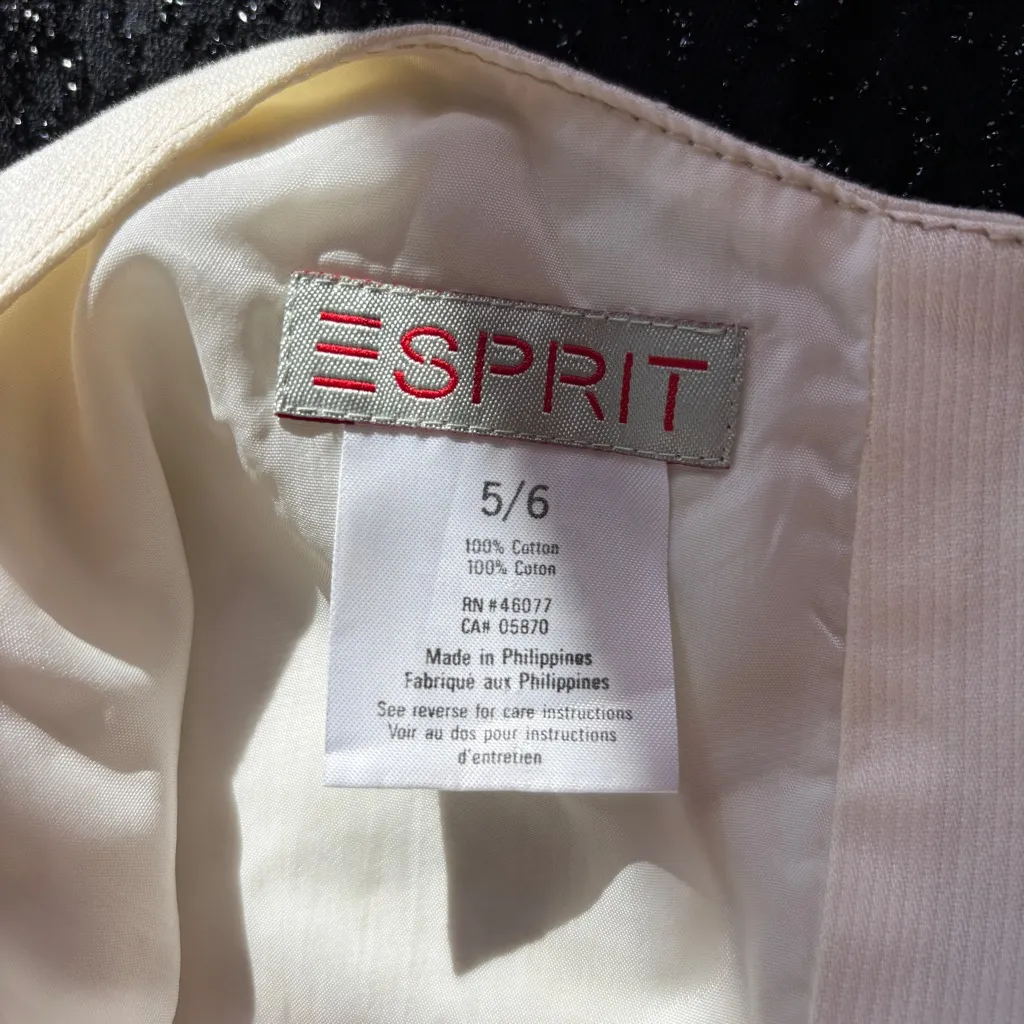 ESPRIT
5/6
100% Cotton
100% Coton
RN #46077
CA# 05870
Made in Philippines
Fabriqué aux Philippines
See reverse for care instructions
Voir au dos pour instructions
d'entretien